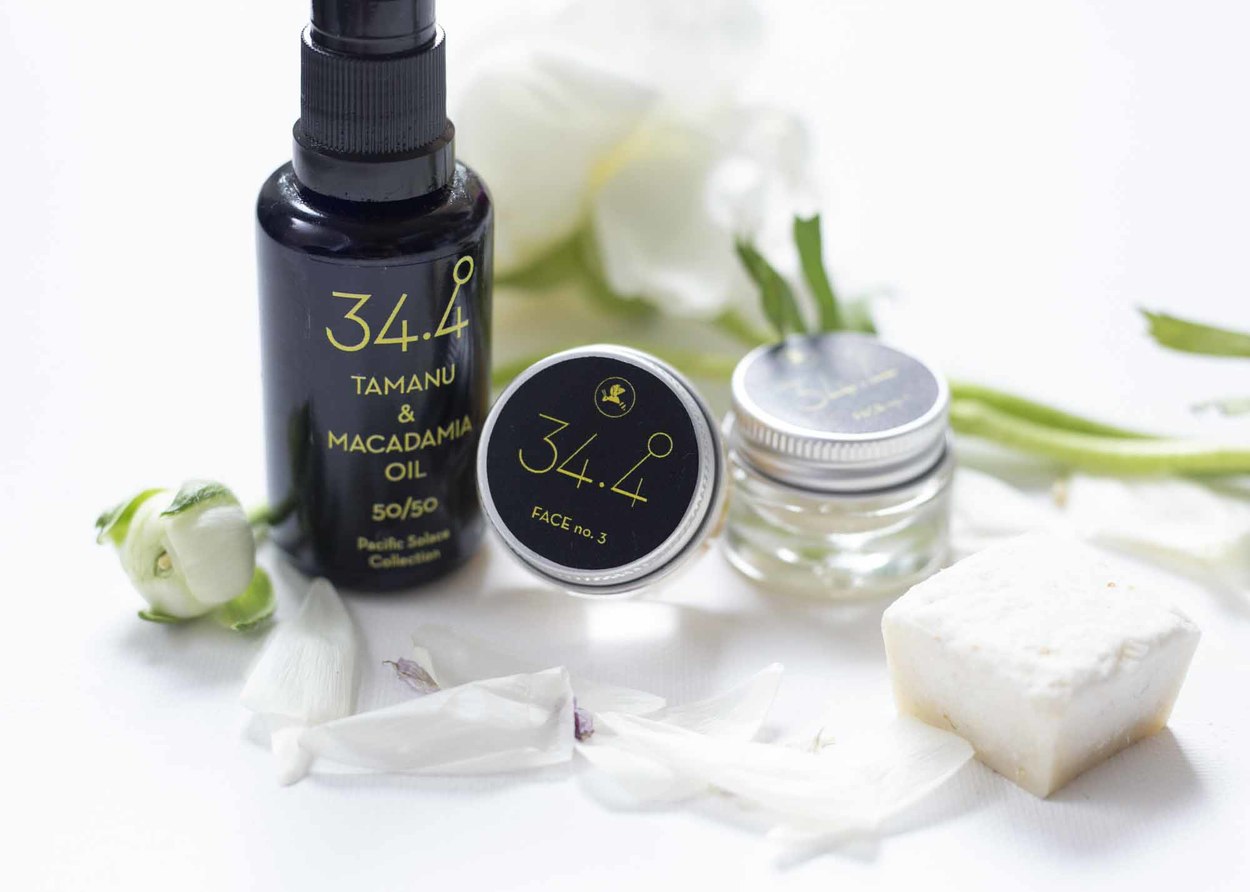 34.4
TAMANU
&
MACADAMIA
OIL
50/50
Pacific Solace
Collection
34.4
FACE no. 3